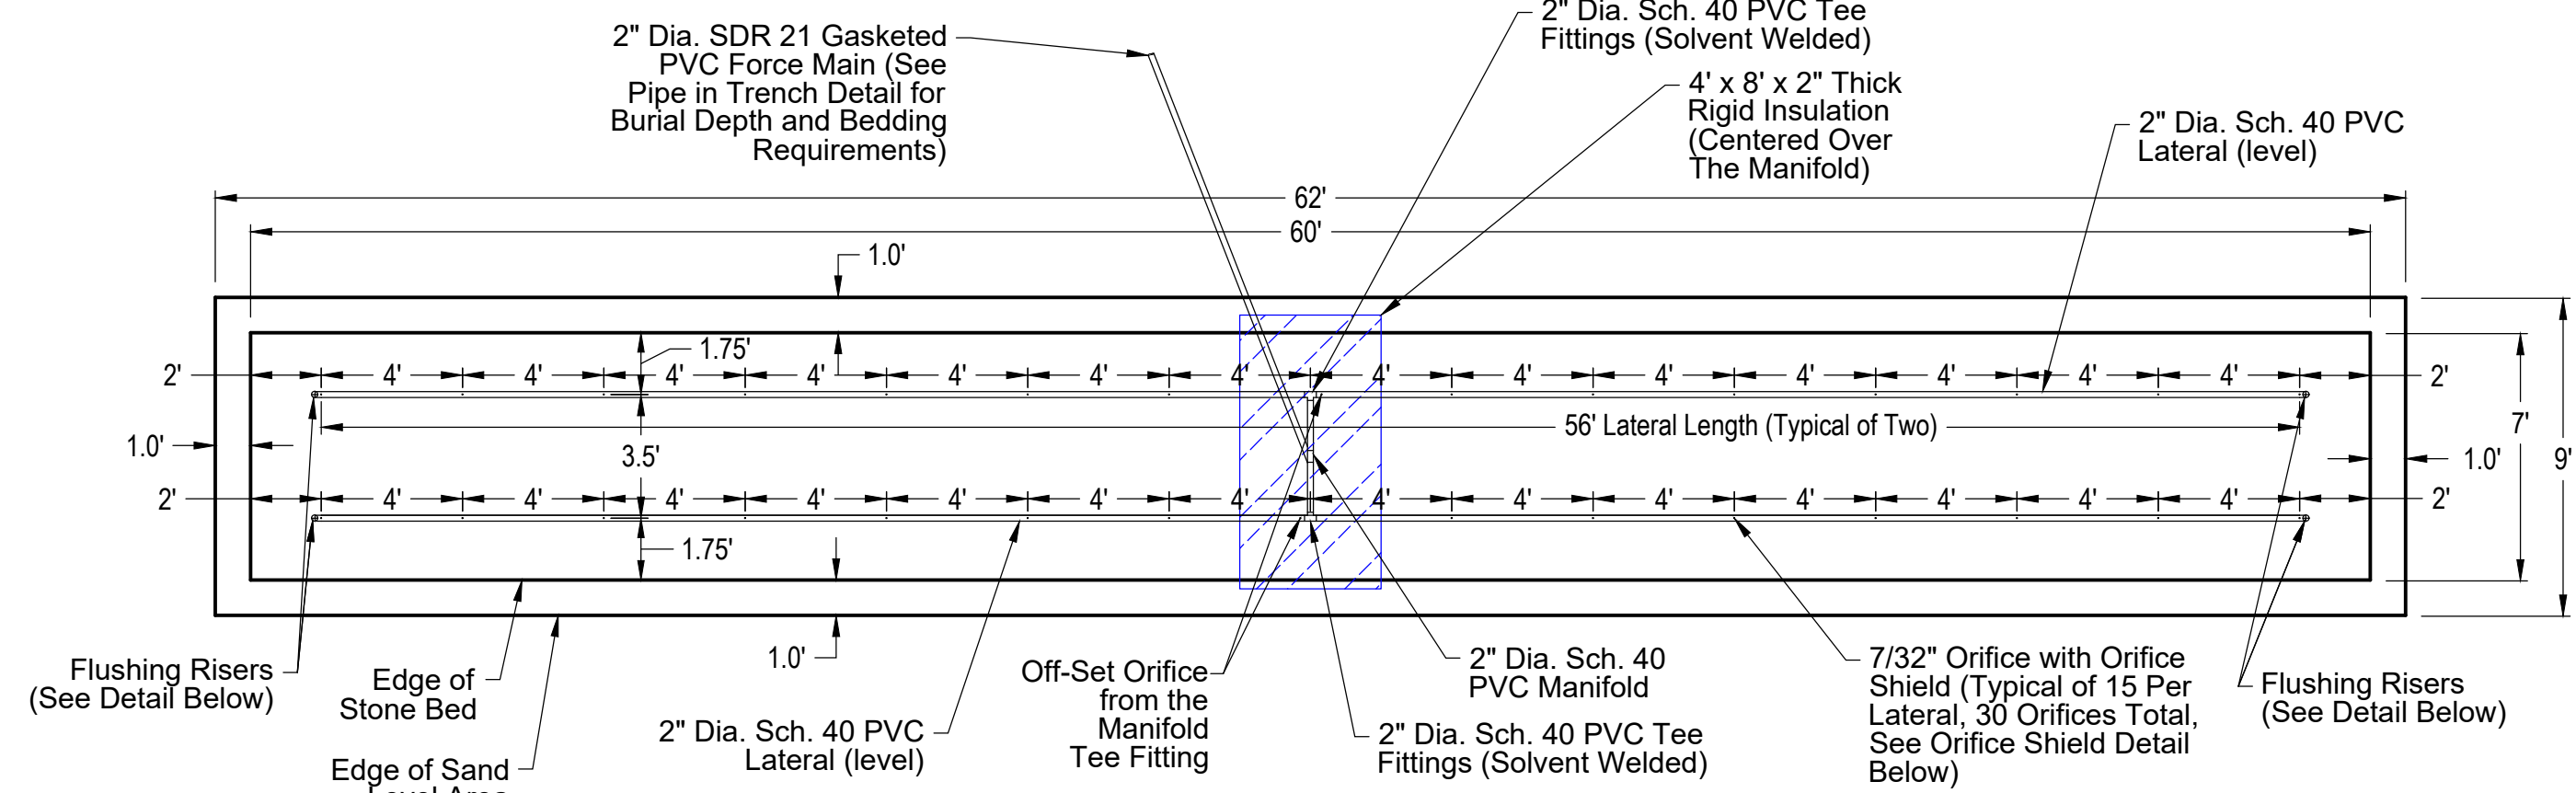 2" Dia. SDR 21 Gasketed
PVC Force Main (See
Pipe in Trench Detail for
Burial Depth and Bedding
Requirements)
2" Dia. Sch. 40 PVC Tee
Fittings (Solvent Welded)
4' x 8' x 2" Thick
Rigid Insulation
(Centered Over
The Manifold)
2" Dia. Sch. 40 PVC
Lateral (level)
62'
60'
1.0'
1.75'
2' 4' 4' 4' 4' 4' 4' 4' 4' 4' 4' 4' 4' 4' 4' 2'
56' Lateral Length (Typical of Two)
1.0'
3.5'
7'
1.0'
9'
2' 4' 4' 4' 4' 4' 4' 4' 4' 4' 4' 4' 4' 4' 4' 2'
1.75'
1.0'
Flushing Risers
(See Detail Below)
Edge of
Stone Bed
Edge of Sand
Level Area
2" Dia. Sch. 40 PVC
Lateral (level)
Off-Set Orifice
from the
Manifold
Tee Fitting
2" Dia. Sch. 40
PVC Manifold
2" Dia. Sch. 40 PVC Tee
Fittings (Solvent Welded)
7/32" Orifice with Orifice
Shield (Typical of 15 Per
Lateral, 30 Orifices Total,
See Orifice Shield Detail
Below)
Flushing Risers
(See Detail Below)